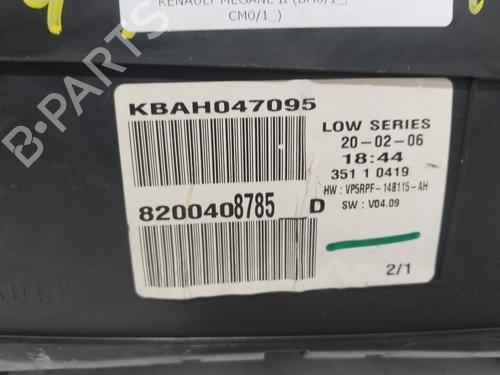 RENAULT MEGANE II (BM0/1_,
CM0/1_)
KBAH047095
LOW SERIES
20-02-06
18:44
351 1 0419
HW : VP5RPF-14B115-AH
SW : V04.09
8200408785__D
2/1
B-PARTS